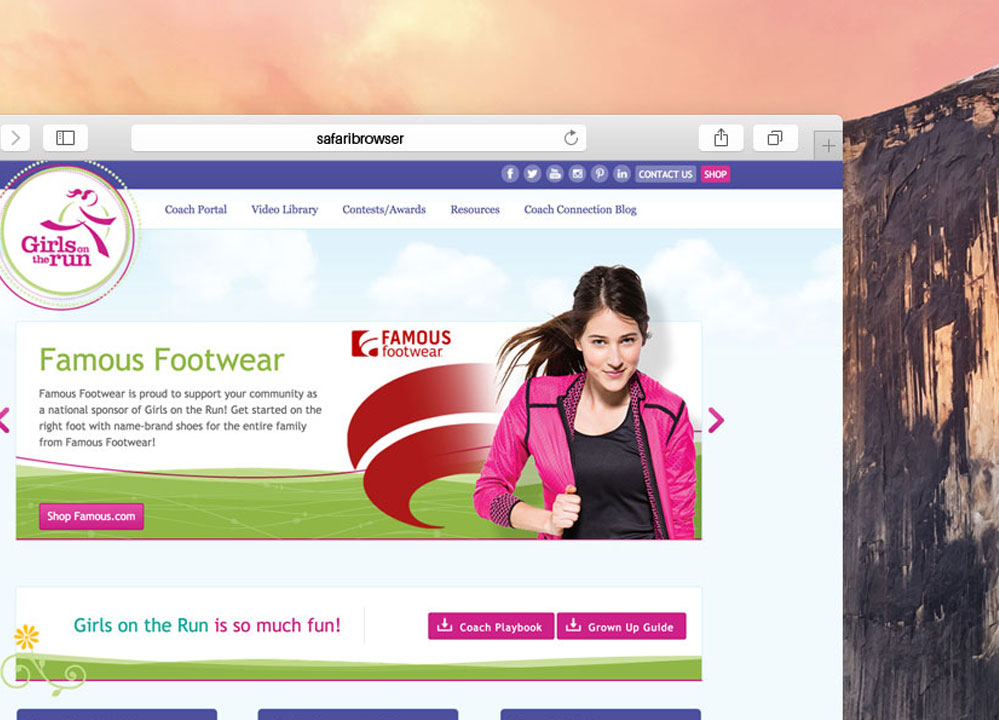 safaribrowser
CONTACT US SHOP
Girls on
the run
Coach Portal Video Library Contests/Awards Resources Coach Connection Blog
FAMOUS
footwear
Famous Footwear
Famous Footwear is proud to support your community as
a national sponsor of Girls on the Run! Get started on the
right foot with name-brand shoes for the entire family
from Famous Footwear!
Shop Famous.com
Girls on the Run is so much fun!
Coach Playbook Grown Up Guide